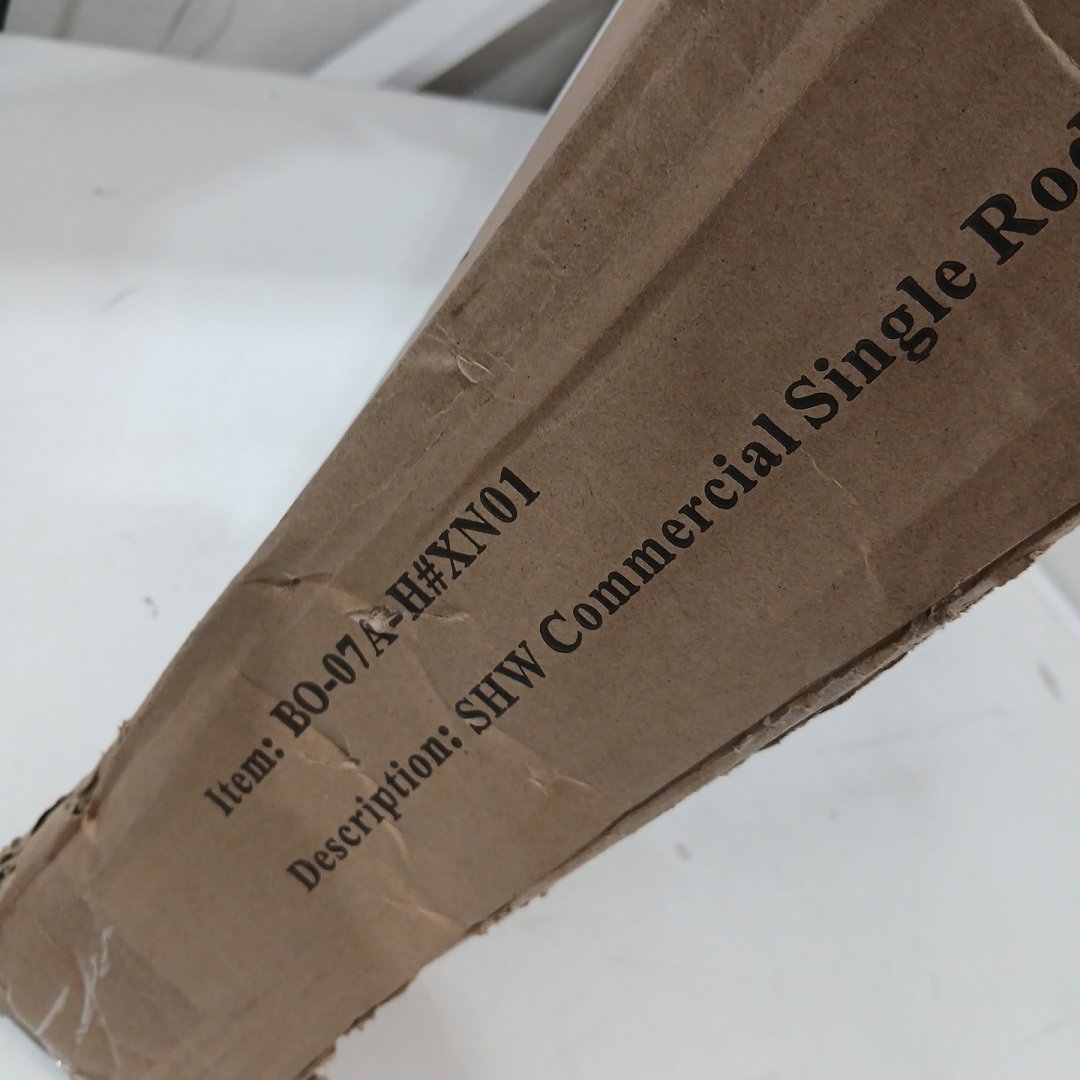 Item: BO-07A-H#XN01
Description: SHW Commercial Single Rod